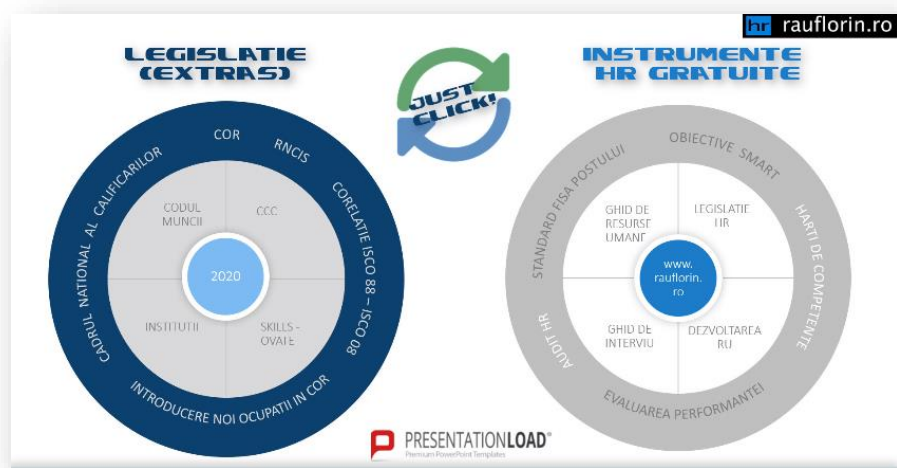 hr rauflorin.ro
LEGISLATIE
(EXTRAS)
JUST
CLICK!
INSTRUMENTE
HR GRATUITE
CADRUL NATIONAL AL CALIFICARILOR
COR
RNCIS
CORELATIE ISCO 88 – ISCO 08
INTRODUCERE NOI OCUPATII IN COR
CODUL
MUNCII
CCC
2020
INSTITUTII
SKILLS -
OVATE
STANDARD FISA POSTULUI
OBIECTIVE SMART
HARTI DE COMPETENTE
EVALUAREA PERFORMANTEI
AUDIT HR
GHID DE
RESURSE
UMANE
LEGISLATIE
HR
www.
rauflorin.
ro
GHID DE
INTERVIU
DEZVOLTAREA
RU
PRESENTATIONLOAD®
Premium PowerPoint Templates